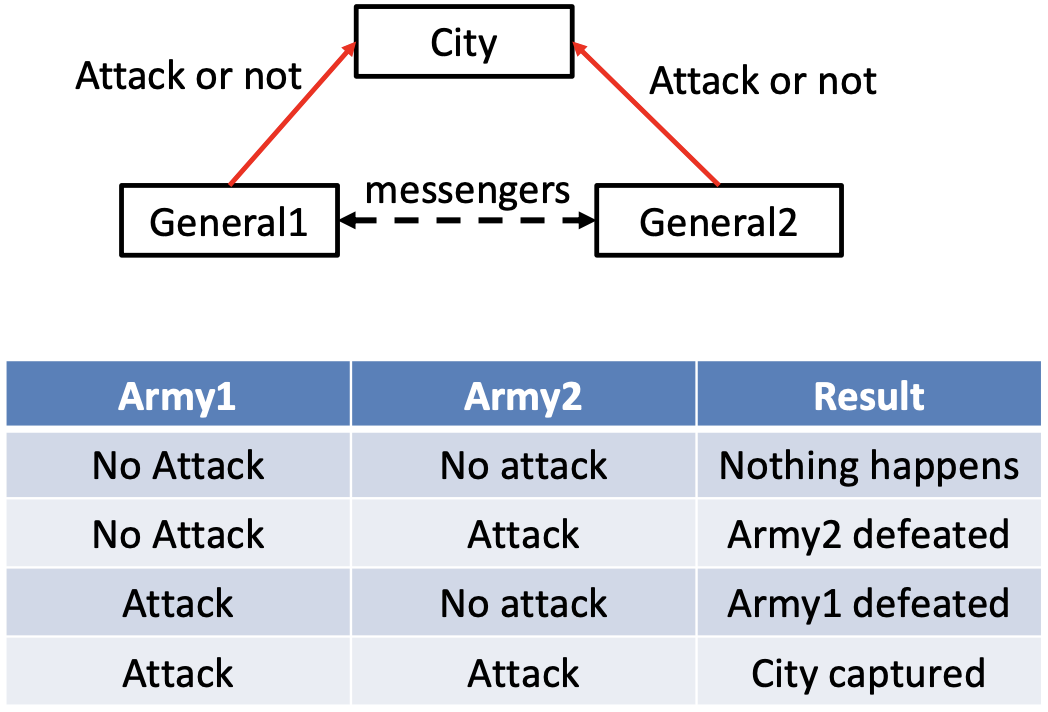 City
Attack or not
Attack or not
messengers
General1
General2
Army1 Army2 Result
No Attack No attack Nothing happens
No Attack Attack Army2 defeated
Attack No attack Army1 defeated
Attack Attack City captured